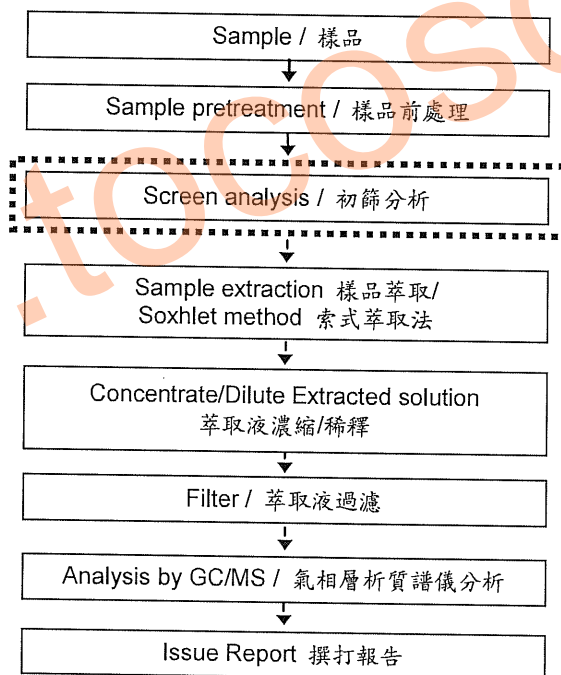 Sample / 樣品
Sample pretreatment / 樣品前處理
Screen analysis / 初篩分析
Sample extraction 樣品萃取/
Soxhlet method 索式萃取法
Concentrate/Dilute Extracted solution
萃取液濃縮/稀釋
Filter / 萃取液過濾
Analysis by GC/MS / 氣相層析質譜儀分析
Issue Report 撰打報告
.tocoso